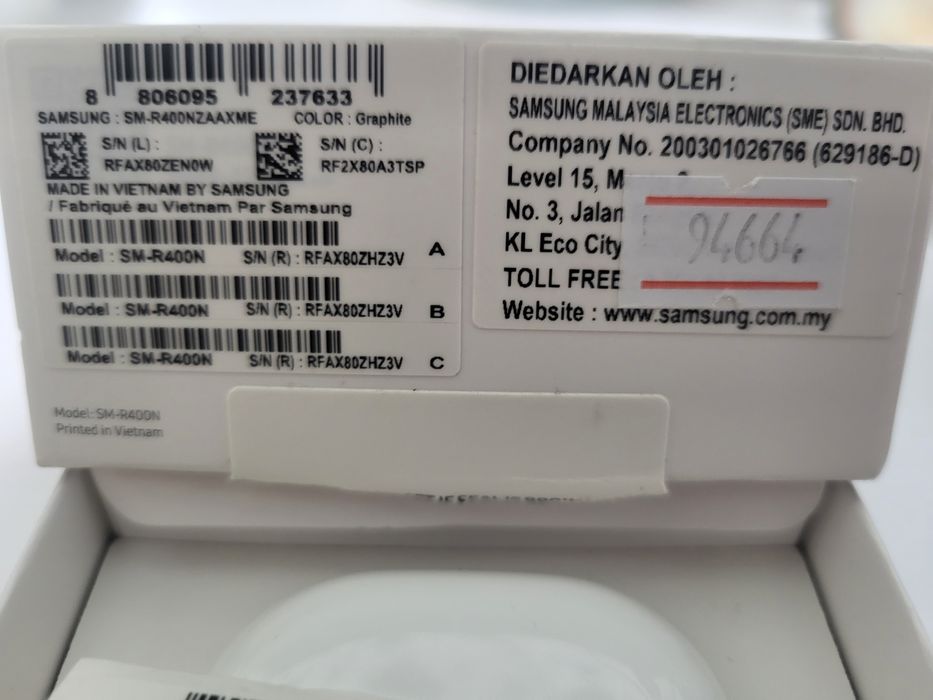 8 806095 237633
SAMSUNG : SM-R400NZAAXME COLOR : Graphite
S/N (L) :
RFAX80ZEN0W
S/N (C) :
RF2X80A3TSP
MADE IN VIETNAM BY SAMSUNG
/ Fabriqué au Vietnam Par Samsung
Model : SM-R400N S/N (R) : RFAX80ZHZ3V A
Model : SM-R400N S/N (R) : RFAX80ZHZ3V B
Model : SM-R400N S/N (R) : RFAX80ZHZ3V C
Model: SM-R400N
Printed in Vietnam
DIEDARKAN OLEH :
SAMSUNG MALAYSIA ELECTRONICS (SME) SDN. BHD.
Company No. 200301026766 (629186-D)
Level 15,
No. 3, Jalan
KL Eco City
TOLL FREE
Website : www.samsung.com.my
94664